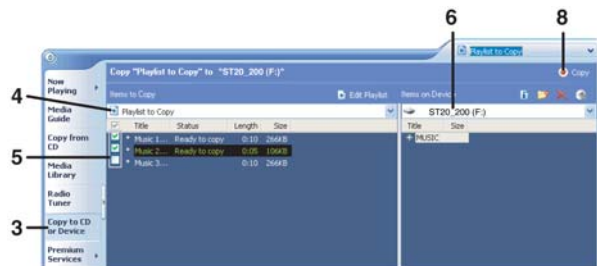 6
8
Playlist to Copy
Copy "Playlist to Copy" to "ST20_200 (F:)"
Copy
Now Playing
Items to Copy
Edit Playlist
Items on Device
4
Playlist to Copy
ST20_200 (F:)
Media Guide
Title Status Length Size
Title Size
5
Music 1... Ready to copy 0:10 266KB
MUSIC
Copy from CD
Music 2... Ready to copy 0:05 106KB
Music 3... 0:10 266KB
Media Library
Radio Tuner
3
Copy to CD or Device
Premium Services